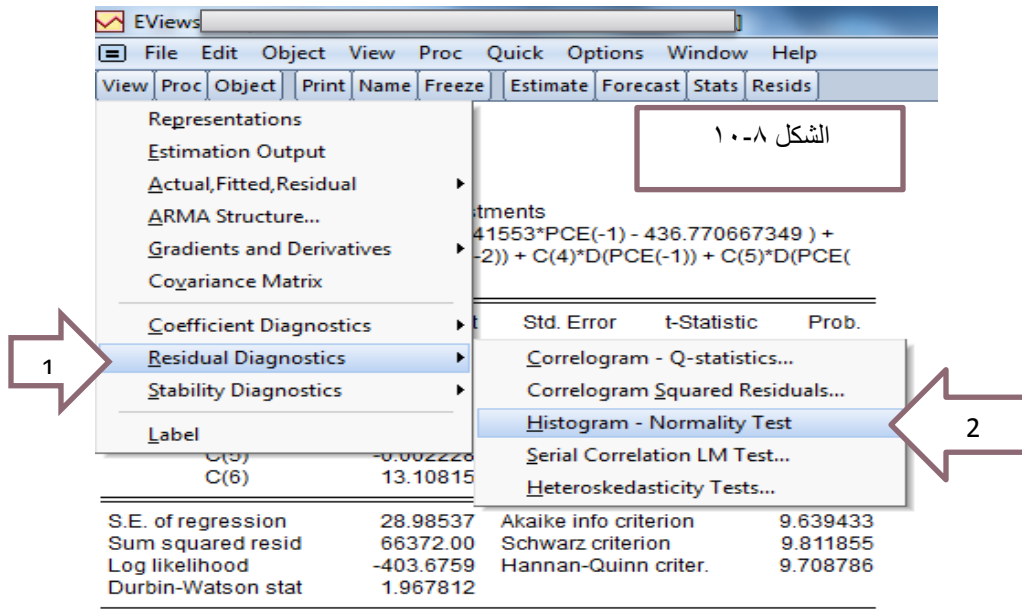 EViews
File Edit Object View Proc Quick Options Window Help
View Proc Object Print Name Freeze Estimate Forecast Stats Resids
الشكل ٨-١٠
Representations
Estimation Output
Actual,Fitted,Residual
ARMA Structure...
Gradients and Derivatives
Covariance Matrix
Coefficient Diagnostics
Residual Diagnostics
Stability Diagnostics
Label
tments
41553*PCE(-1) - 436.770667349 ) +
-2)) + C(4)*D(PCE(-1)) + C(5)*D(PCE(
t Std. Error t-Statistic Prob.
1
Correlogram - Q-statistics...
Correlogram Squared Residuals...
Histogram - Normality Test
Serial Correlation LM Test...
Heteroskedasticity Tests...
2
C(5) -0.002228
C(6) 13.10815
S.E. of regression 28.98537 Akaike info criterion 9.639433
Sum squared resid 66372.00 Schwarz criterion 9.811855
Log likelihood -403.6759 Hannan-Quinn criter. 9.708786
Durbin-Watson stat 1.967812